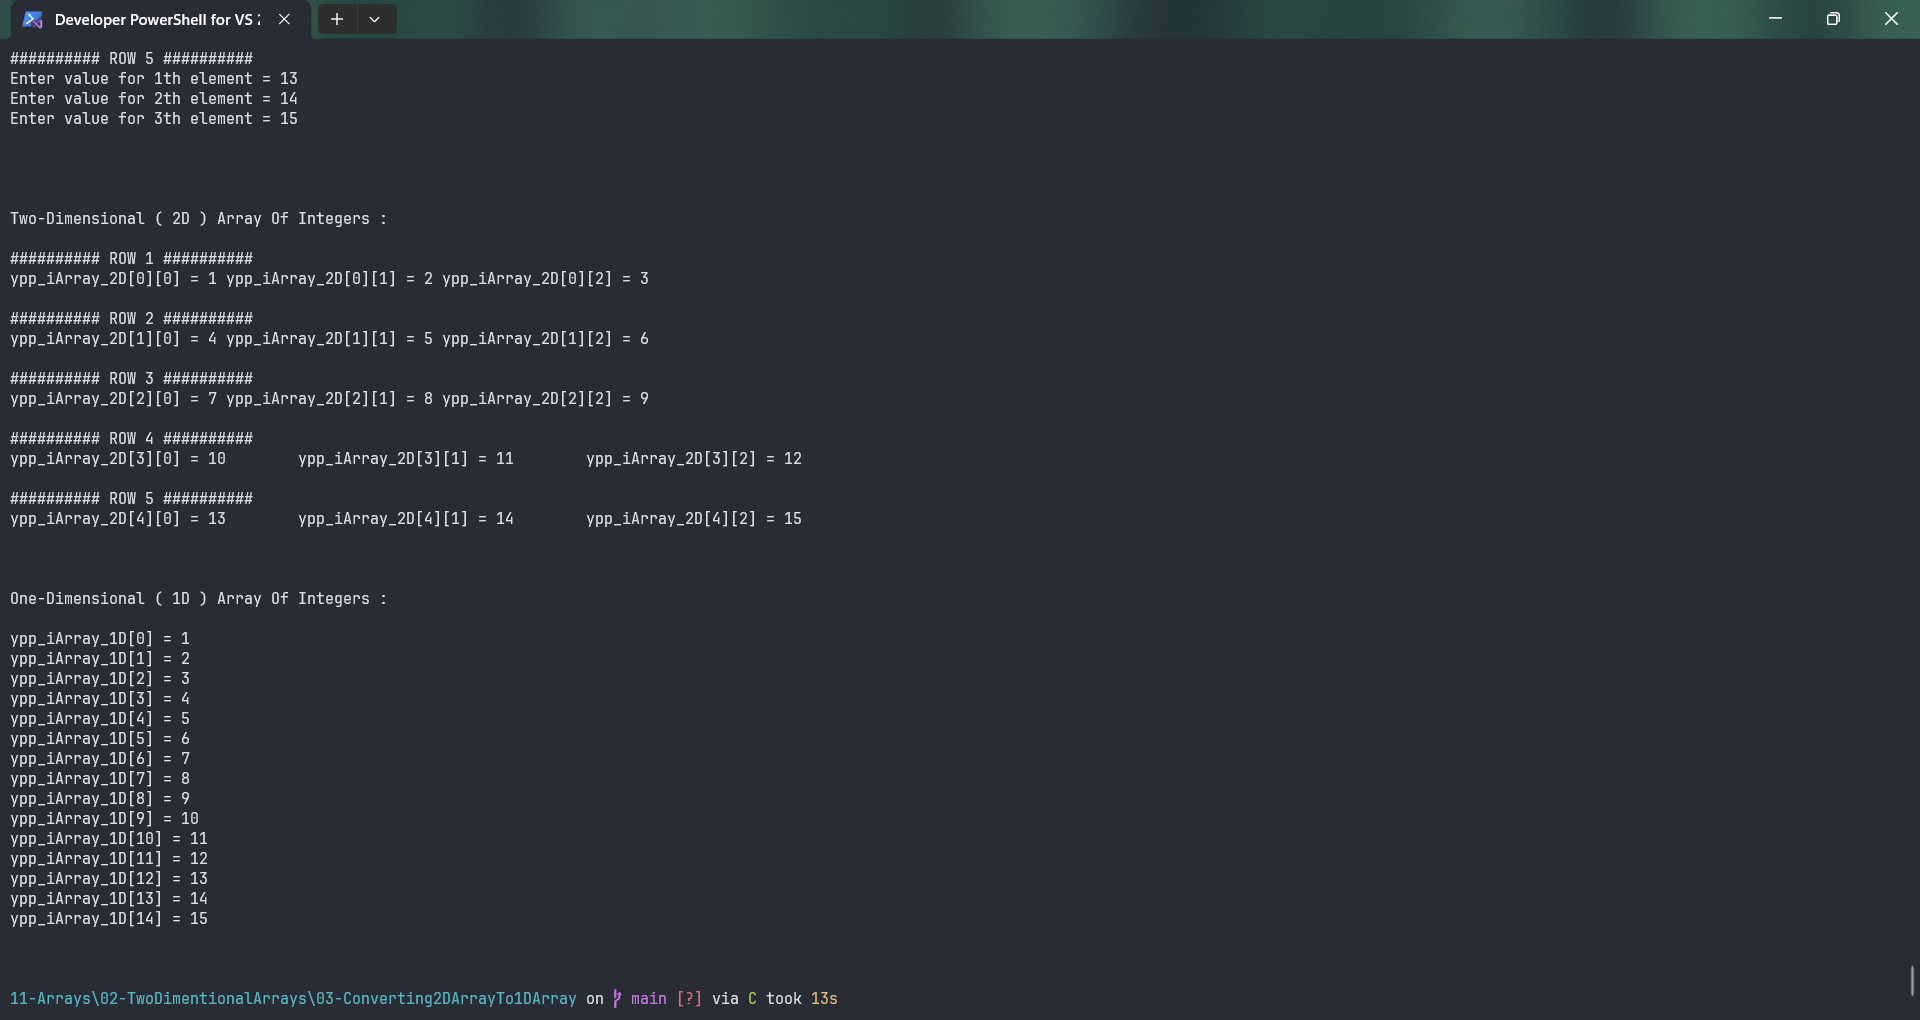 Developer PowerShell for VS
########## ROW 5 ##########
Enter value for 1th element = 13
Enter value for 2th element = 14
Enter value for 3th element = 15
Two-Dimensional ( 2D ) Array Of Integers :
########## ROW 1 ##########
ypp_iArray_2D[0][0] = 1 ypp_iArray_2D[0][1] = 2 ypp_iArray_2D[0][2] = 3
########## ROW 2 ##########
ypp_iArray_2D[1][0] = 4 ypp_iArray_2D[1][1] = 5 ypp_iArray_2D[1][2] = 6
########## ROW 3 ##########
ypp_iArray_2D[2][0] = 7 ypp_iArray_2D[2][1] = 8 ypp_iArray_2D[2][2] = 9
########## ROW 4 ##########
ypp_iArray_2D[3][0] = 10        ypp_iArray_2D[3][1] = 11        ypp_iArray_2D[3][2] = 12
########## ROW 5 ##########
ypp_iArray_2D[4][0] = 13        ypp_iArray_2D[4][1] = 14        ypp_iArray_2D[4][2] = 15
One-Dimensional ( 1D ) Array Of Integers :
ypp_iArray_1D[0] = 1
ypp_iArray_1D[1] = 2
ypp_iArray_1D[2] = 3
ypp_iArray_1D[3] = 4
ypp_iArray_1D[4] = 5
ypp_iArray_1D[5] = 6
ypp_iArray_1D[6] = 7
ypp_iArray_1D[7] = 8
ypp_iArray_1D[8] = 9
ypp_iArray_1D[9] = 10
ypp_iArray_1D[10] = 11
ypp_iArray_1D[11] = 12
ypp_iArray_1D[12] = 13
ypp_iArray_1D[13] = 14
ypp_iArray_1D[14] = 15
11-Arrays\02-TwoDimentionalArrays\03-Converting2DArrayTo1DArray on main [?] via C took 13s